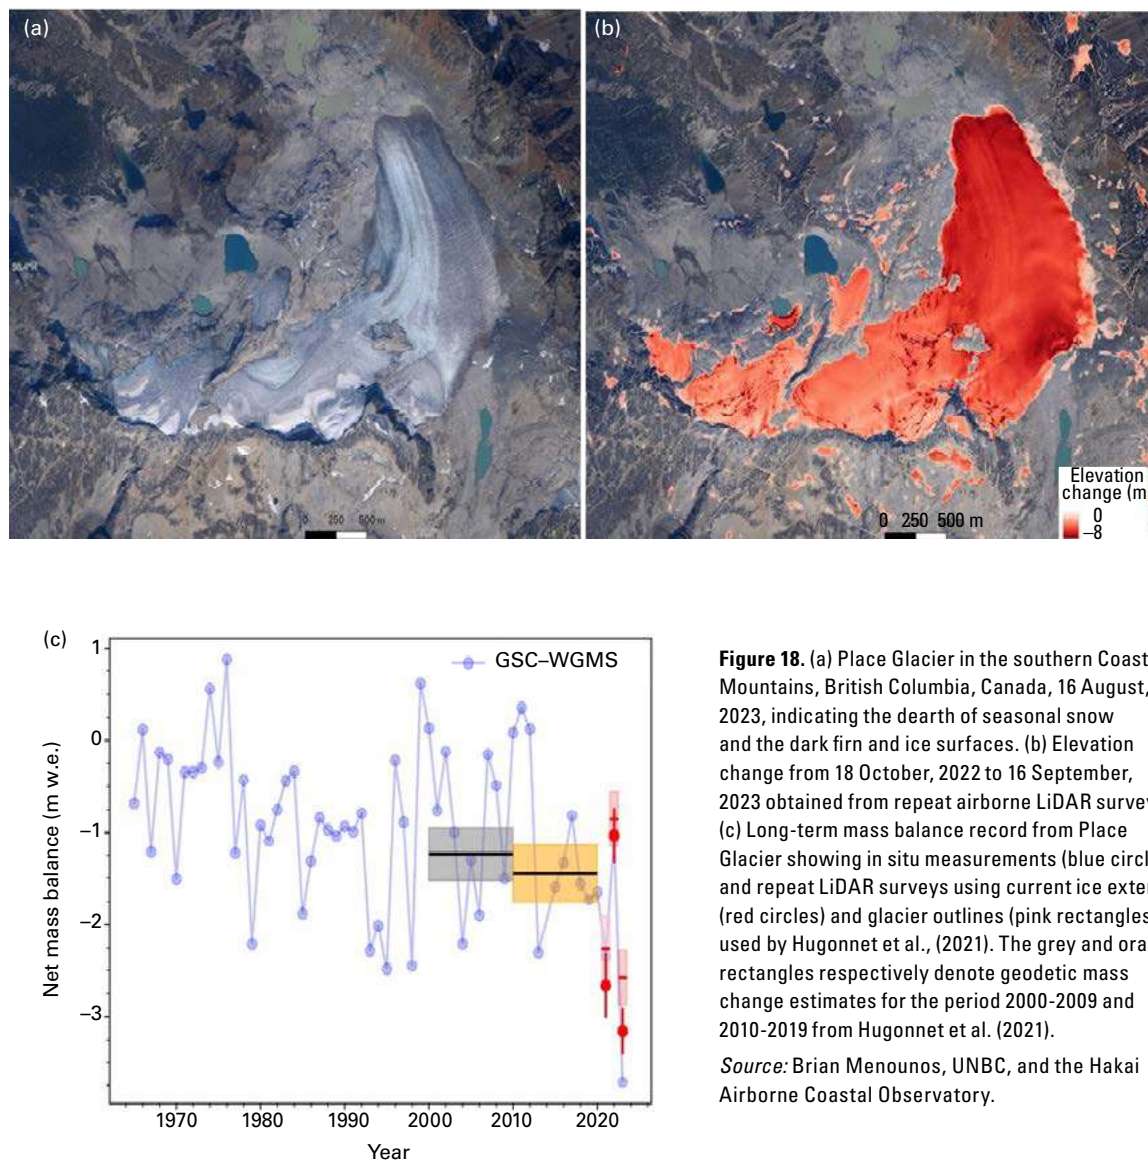 (a)
(b)
0 250 500 m
0 250 500 m
Elevation
change (m
0
–8
(c)
1
0
–1
–2
–3
GSC–WGMS
Net mass balance (m w.e.)
1970 1980 1990 2000 2010 2020
Year
Figure 18. (a) Place Glacier in the southern Coast
Mountains, British Columbia, Canada, 16 August,
2023, indicating the dearth of seasonal snow
and the dark firn and ice surfaces. (b) Elevation
change from 18 October, 2022 to 16 September,
2023 obtained from repeat airborne LiDAR survey
(c) Long-term mass balance record from Place
Glacier showing in situ measurements (blue circl
and repeat LiDAR surveys using current ice exte
(red circles) and glacier outlines (pink rectangles
used by Hugonnet et al., (2021). The grey and ora
rectangles respectively denote geodetic mass
change estimates for the period 2000-2009 and
2010-2019 from Hugonnet et al. (2021).
Source: Brian Menounos, UNBC, and the Hakai
Airborne Coastal Observatory.